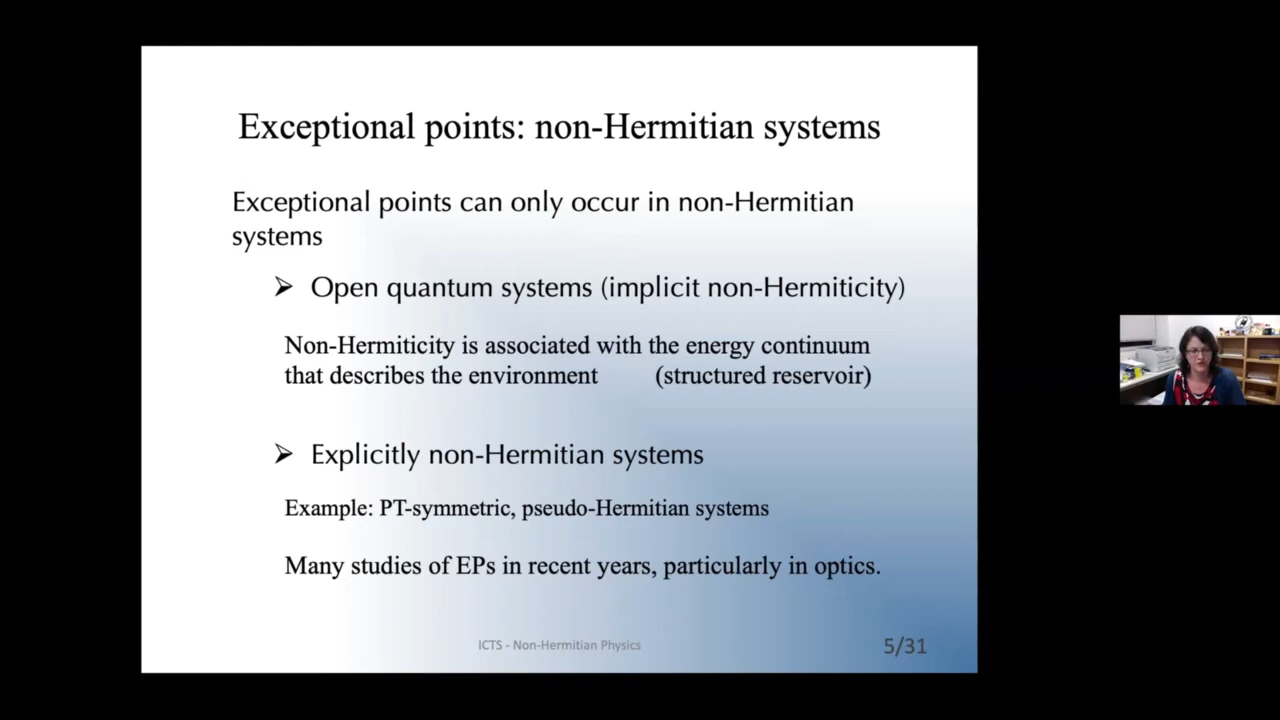 Exceptional points: non-Hermitian systems
Exceptional points can only occur in non-Hermitian
systems
➢ Open quantum systems (implicit non-Hermiticity)
Non-Hermiticity is associated with the energy continuum
that describes the environment (structured reservoir)
➢ Explicitly non-Hermitian systems
Example: PT-symmetric, pseudo-Hermitian systems
Many studies of EPs in recent years, particularly in optics.
ICTS - Non-Hermitian Physics
5/31